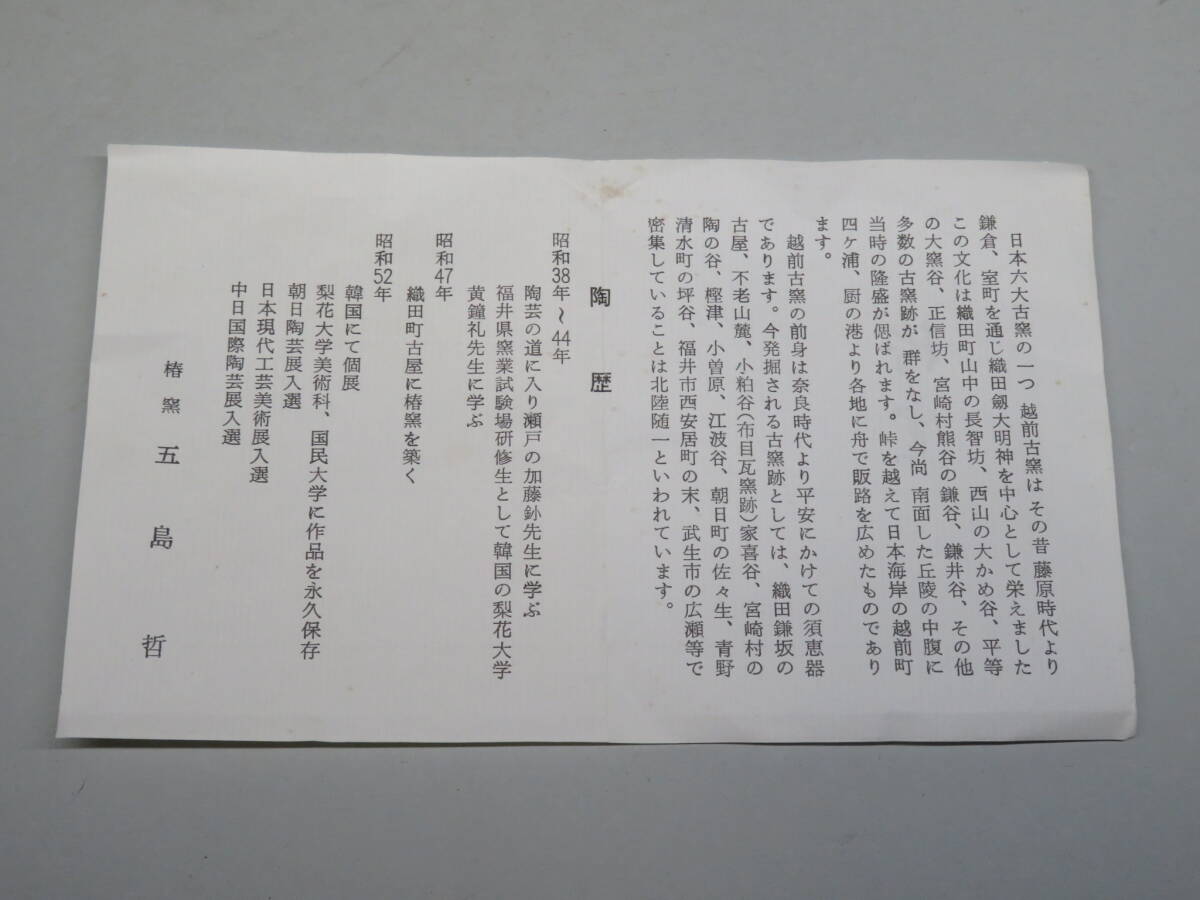 日本六大古窯の一つ 越前古窯は その昔 藤原時代より
鎌倉、室町を通じ織田劔大明神を中心として栄えました
この文化は織田町山中の長智坊、西山の大かめ谷、平等
の大窯谷、正信坊、宮崎村熊谷の鎌谷、鎌井谷、その他
多数の古窯跡が 群をなし、今尚 南面した丘陵の中腹に
当時の隆盛が偲ばれます。峠を越えて日本海岸の越前町
四ケ浦、厨の港より各地に舟で販路を広めたものであり
ます。
越前古窯の前身は奈良時代より平安にかけての須恵器
であります。今発掘される古窯跡としては、織田鎌坂の
古屋、不老山麓、小粕谷(布目瓦窯跡)家喜谷、宮崎村の
陶の谷、樫津、小曽原、江波谷、朝日町の佐々生、青野
清水町の坪谷、福井市西安居町の末、武生市の広瀬等で
密集していることは北陸随一といわれています。
陶歴
昭和38年～44年
陶芸の道に入り瀬戸の加藤釥先生に学ぶ
福井県窯業試験場研修生として韓国の梨花大学
黄鐘礼先生に学ぶ
昭和47年
織田町古屋に椿窯を築く
昭和52年
韓国にて個展
梨花大学美術科、国民大学に作品を永久保存
朝日陶芸展入選
日本現代工芸美術展入選
中日国際陶芸展入選
椿窯 五島哲